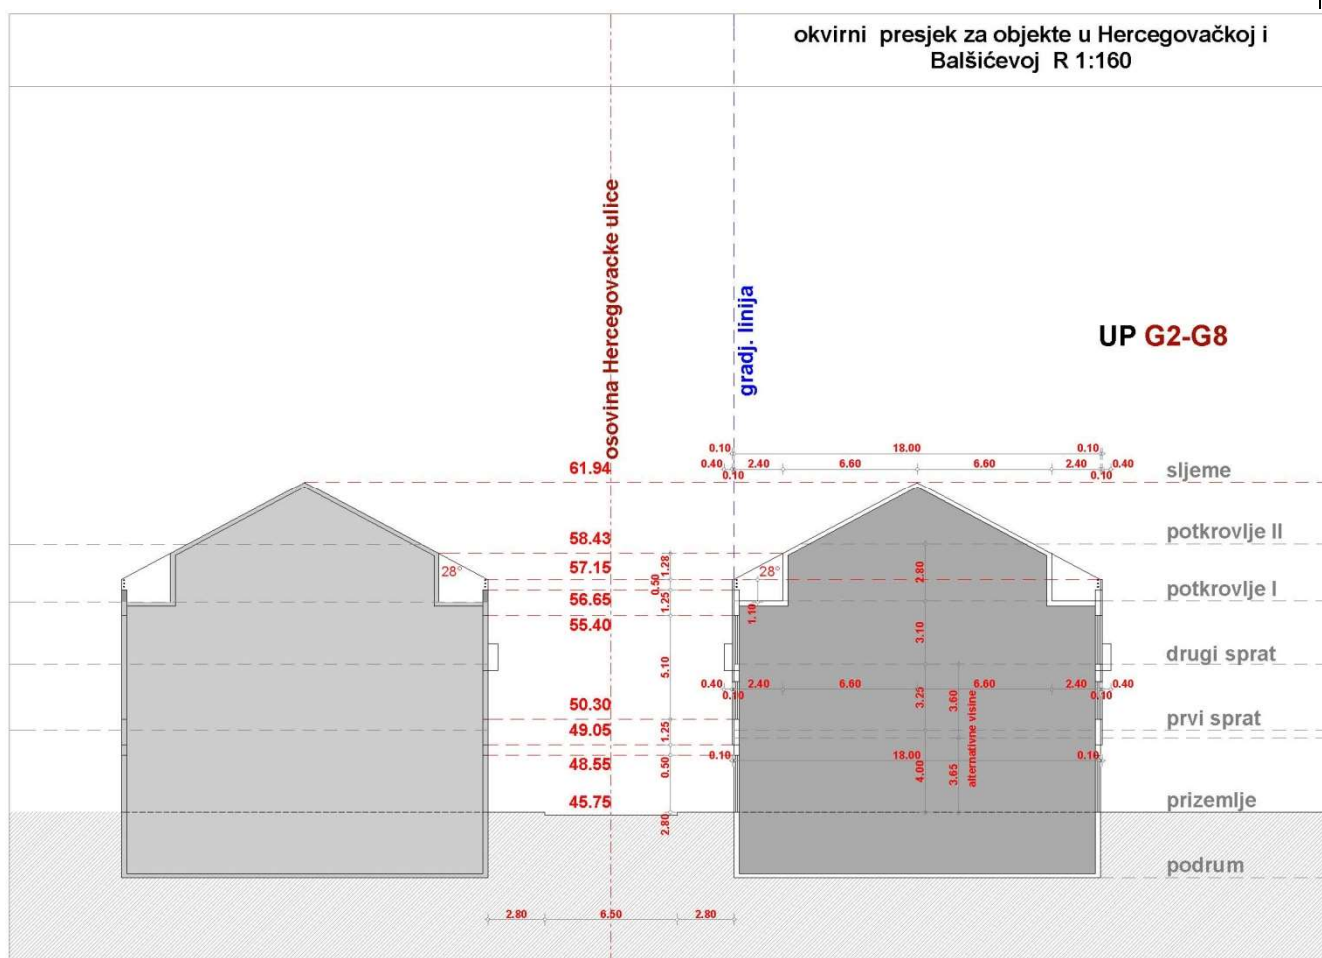 okvirni presjek za objekte u Hercegovačkoj i
Balšićevoj R 1:160
osovina Hercegovacke ulice
gradj. linija
UP G2-G8
0.10 18.00 0.10
0.40 2.40 6.60 6.60 2.40 0.40
0.10 0.10
61.94
sljeme
58.43
potkrovlje II
57.15
56.65
potkrovlje I
55.40
drugi sprat
50.30
prvi sprat
49.05
48.55
45.75
prizemlje
podrum
28°
28°
1.28
0.50
1.25
5.10
1.25
0.50
2.80
1.10
2.80
3.10
3.25
4.00
3.60
3.65
alternativne visine
0.40 2.40 6.60 6.60 2.40 0.40
0.10 0.10
0.10 18.00 0.10
2.80 6.50 2.80